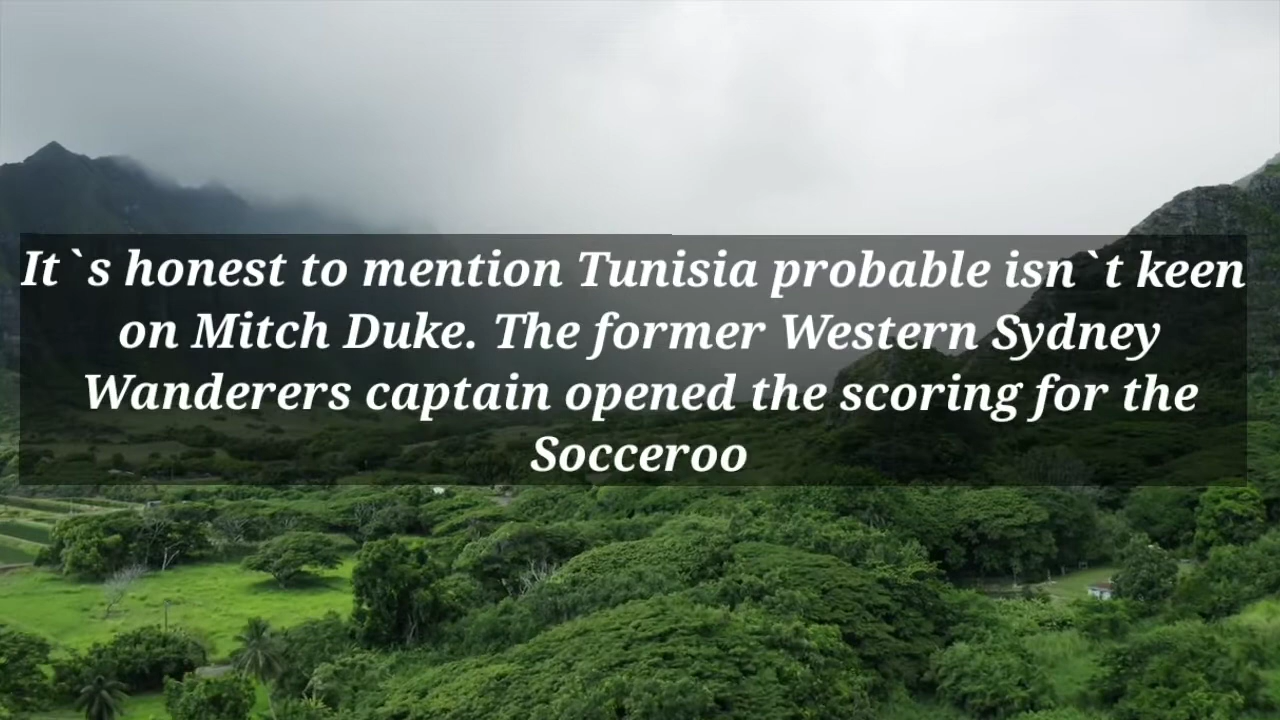 It`s honest to mention Tunisia probable isn`t keen
on Mitch Duke. The former Western Sydney
Wanderers captain opened the scoring for the
Socceroo